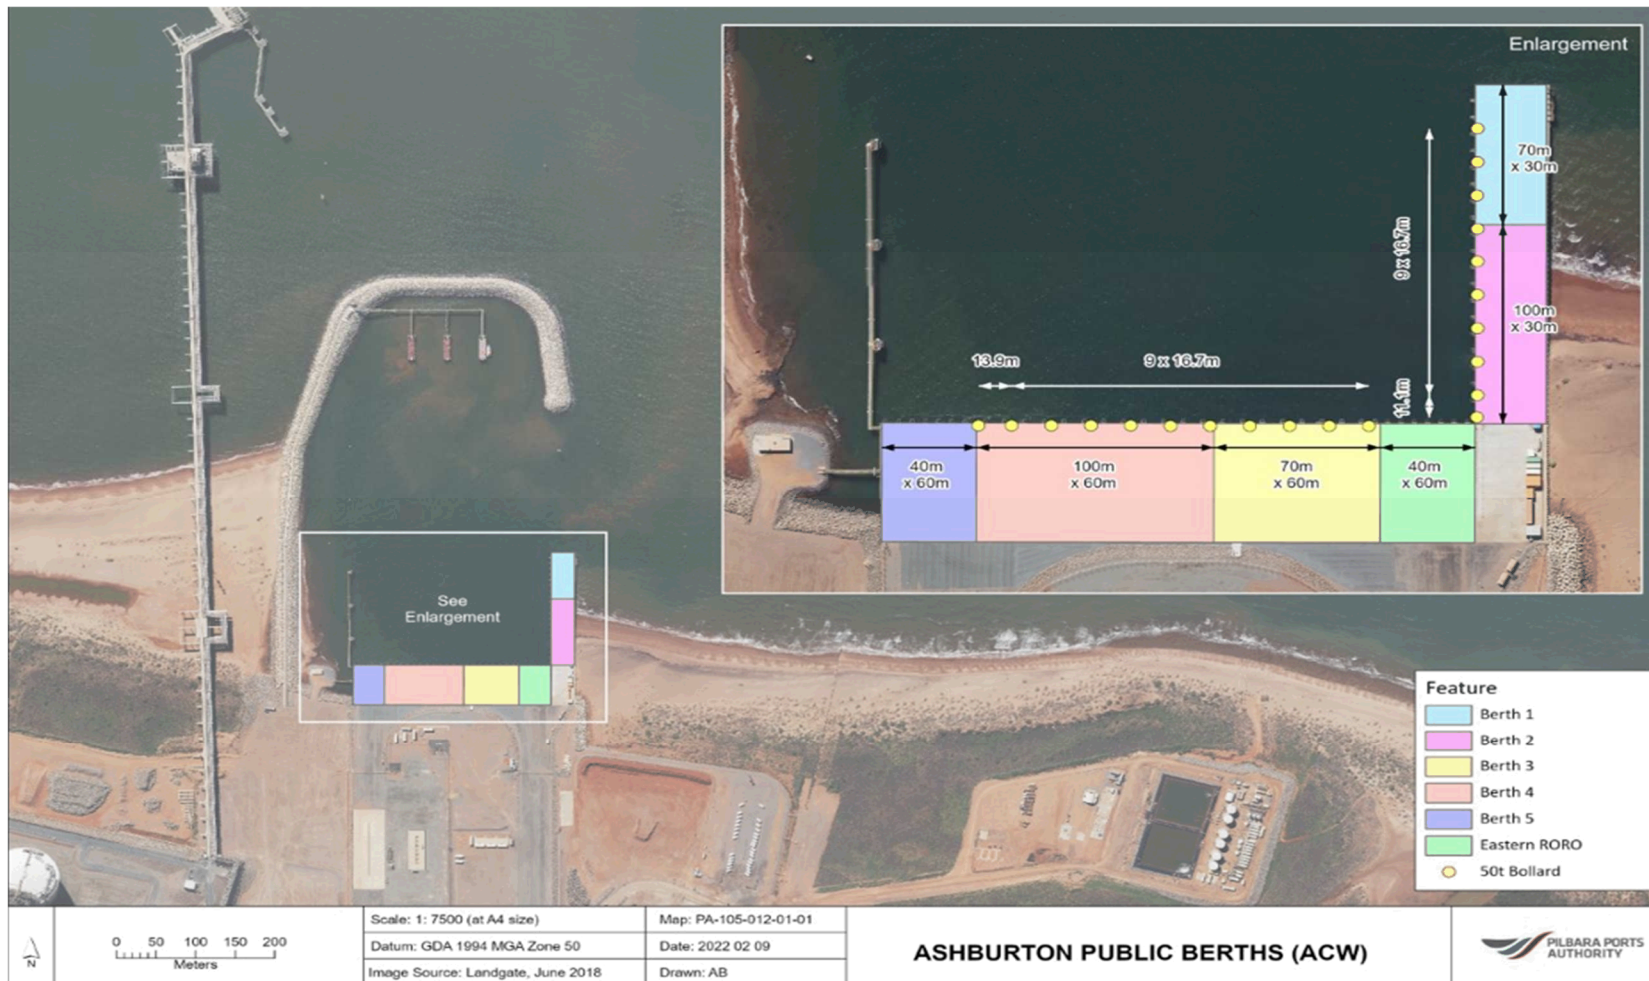 Enlargement
70m
x 30m
9 x 16.7m
100m
x 30m
13.9m
9 x 16.7m
11.1m
40m
x 60m
100m
x 60m
70m
x 60m
40m
x 60m
See
Enlargement
Feature
Berth 1
Berth 2
Berth 3
Berth 4
Berth 5
Eastern RORO
50t Bollard
N
0 50 100 150 200
Meters
Scale: 1: 7500 (at A4 size)
Datum: GDA 1994 MGA Zone 50
Image Source: Landgate, June 2018
Map: PA-105-012-01-01
Date: 2022 02 09
Drawn: AB
ASHBURTON PUBLIC BERTHS (ACW)
PILBARA PORTS
AUTHORITY